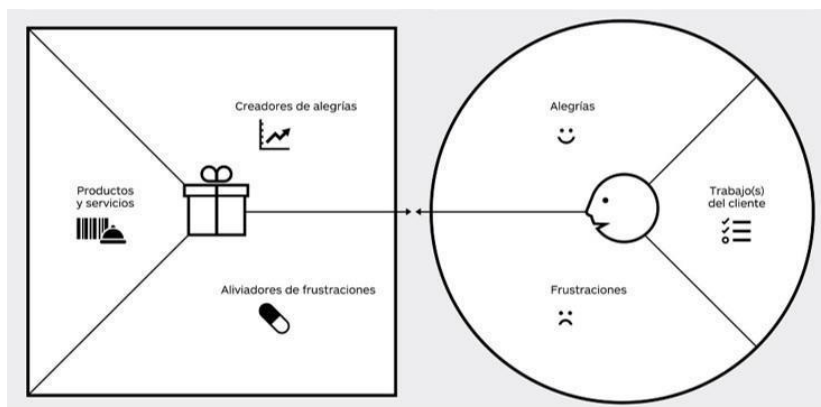 Creadores de alegrías
Productos
y servicios
Aliviadores de frustraciones
Alegrías
Trabajo(s)
del cliente
Frustraciones